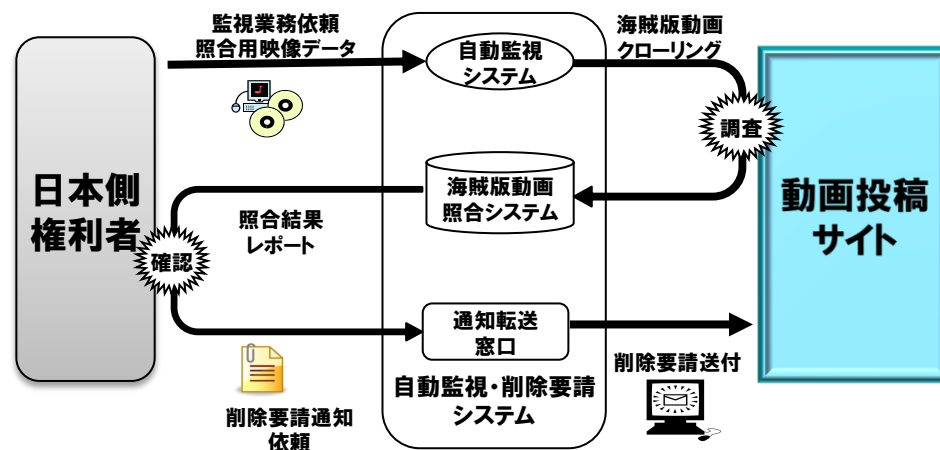 監視業務依頼
照合用映像データ
自動監視
システム
海賊版動画
クローリング
調査
日本側
権利者
海賊版動画
照合システム
動画投稿
サイト
照合結果
レポート
確認
通知転送
窓口
削除要請送付
自動監視・削除要請
システム
削除要請通知
依頼